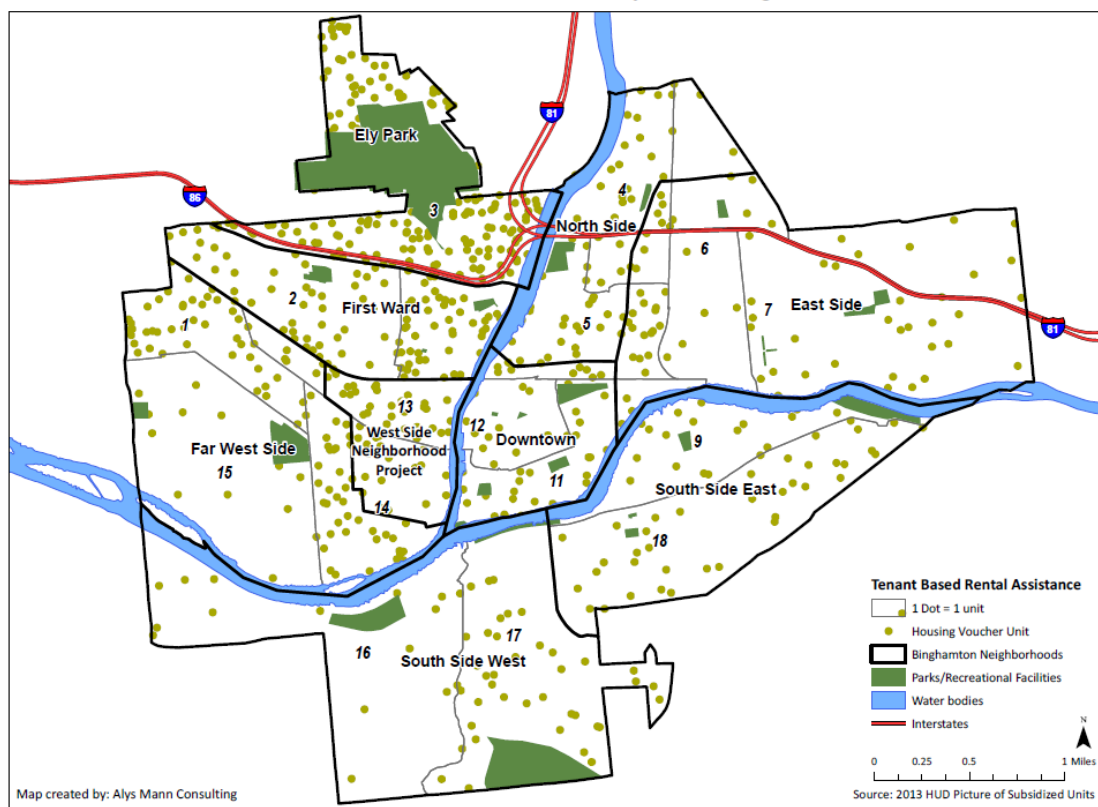 81
Ely Park
86
3
4
North Side
6
2
First Ward
1
5
7
East Side
81
13
12
West Side
Neighborhood
Project
Downtown
9
Far West Side
15
11
South Side East
14
18
17
16
South Side West
Tenant Based Rental Assistance
1 Dot = 1 unit
Housing Voucher Unit
Binghamton Neighborhoods
Parks/Recreational Facilities
Water bodies
Interstates
N
0 0.25 0.5 1 Miles
Map created by: Alys Mann Consulting
Source: 2013 HUD Picture of Subsidized Units